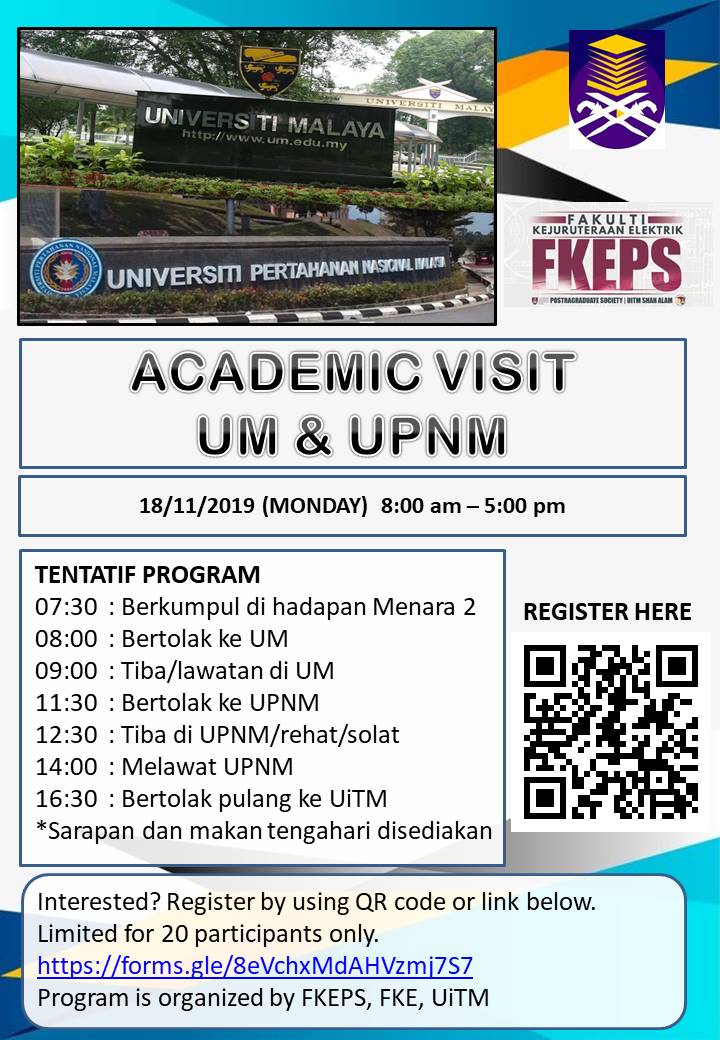 UNIVERSITI MALAYA
UNIVERSITI MALAYA
http://www.um.edu.my
UNIVERSITI PERTAHANAN NASIONAL MALAYSIA
FAKULTI
KEJURUTERAAN ELEKTRIK
FKEPS
POSTRAGRADUATE SOCIETY | UITM SHAH ALAM
ACADEMIC VISIT
UM & UPNM
18/11/2019 (MONDAY) 8:00 am – 5:00 pm
TENTATIF PROGRAM
07:30 : Berkumpul di hadapan Menara 2
08:00 : Bertolak ke UM
09:00 : Tiba/lawatan di UM
11:30 : Bertolak ke UPNM
12:30 : Tiba di UPNM/rehat/solat
14:00 : Melawat UPNM
16:30 : Bertolak pulang ke UiTM
*Sarapan dan makan tengahari disediakan
REGISTER HERE
Interested? Register by using QR code or link below.
Limited for 20 participants only.
https://forms.gle/8eVchxMdAHVzmj7S7
Program is organized by FKEPS, FKE, UiTM